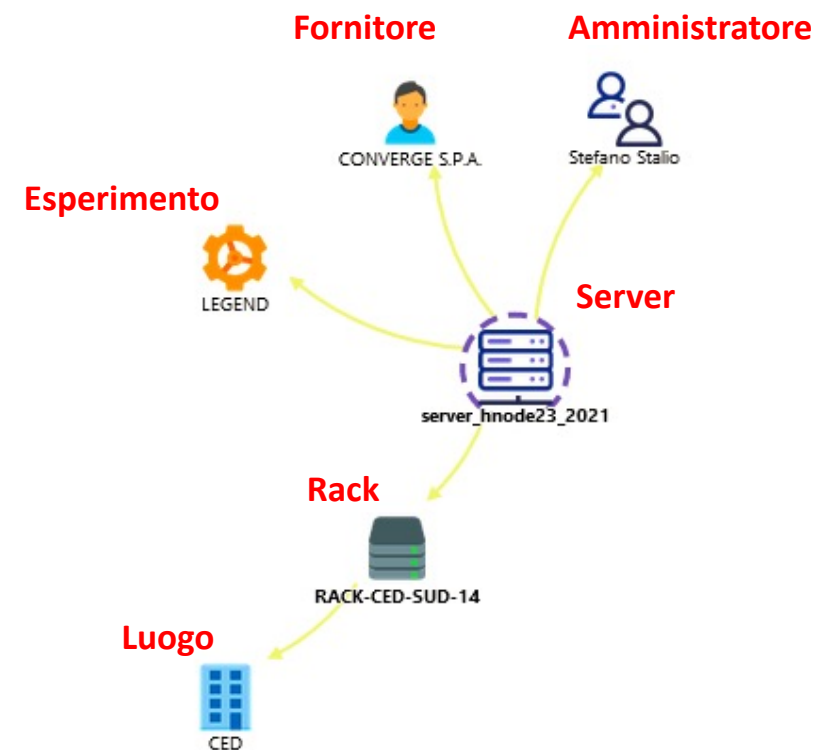 Fornitore
Amministratore
CONVERGE S.P.A.
Stefano Stalio
Esperimento
LEGEND
Server
server_hnode23_2021
Rack
RACK-CED-SUD-14
Luogo
CED